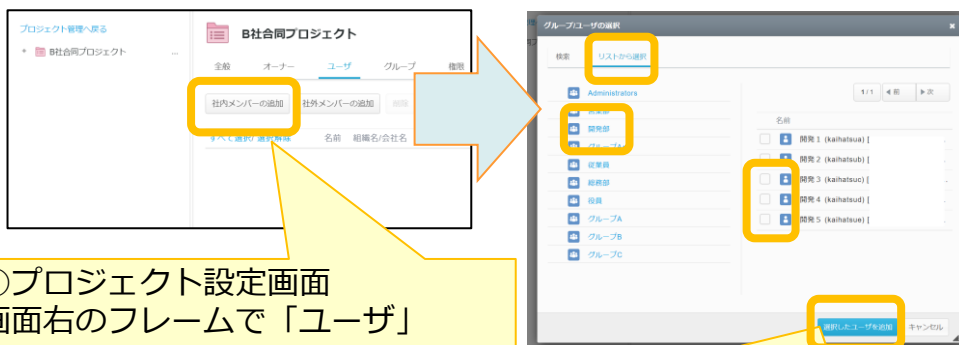 プロジェクト管理へ戻る
B社合同プロジェクト
...
B社合同プロジェクト
全般 オーナー ユーザ グループ 権限
社内メンバーの追加 社外メンバーの追加 削除
すべて選択/選択解除 名前 組織名/会社名
プロジェクト設定画面
画面右のフレームで「ユーザ」
グループ/ユーザの選択
検索 リストから選択
Administrators
開発部
従業員
総務部
役員
グループA
グループB
グループC
1/1 前 次
名前
開発 1 (kaihatsua) [
開発 2 (kaihatsub) [
開発 3 (kaihatsuc) [
開発 4 (kaihatsud) [
開発 5 (kaihatsue) [
選択したユーザを追加 キャンセル